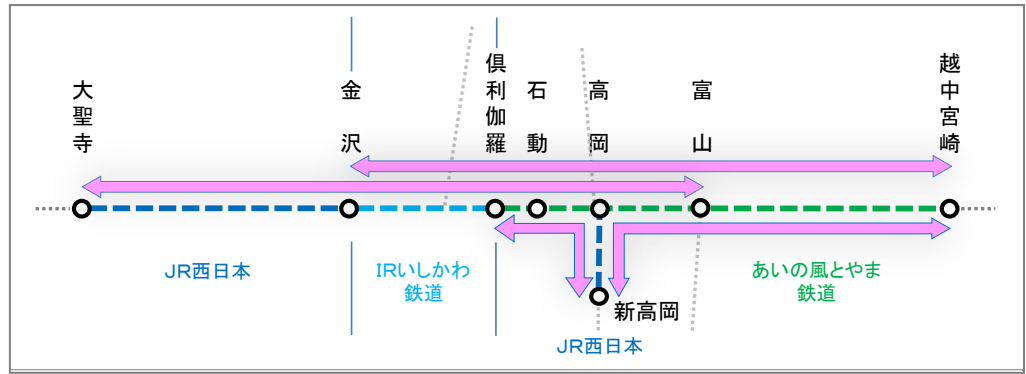 大聖寺
金沢
倶利伽羅
石動
高岡
富山
越中宮崎
JR西日本
IRいしかわ
鉄道
あいの風とやま
鉄道
新高岡
JR西日本